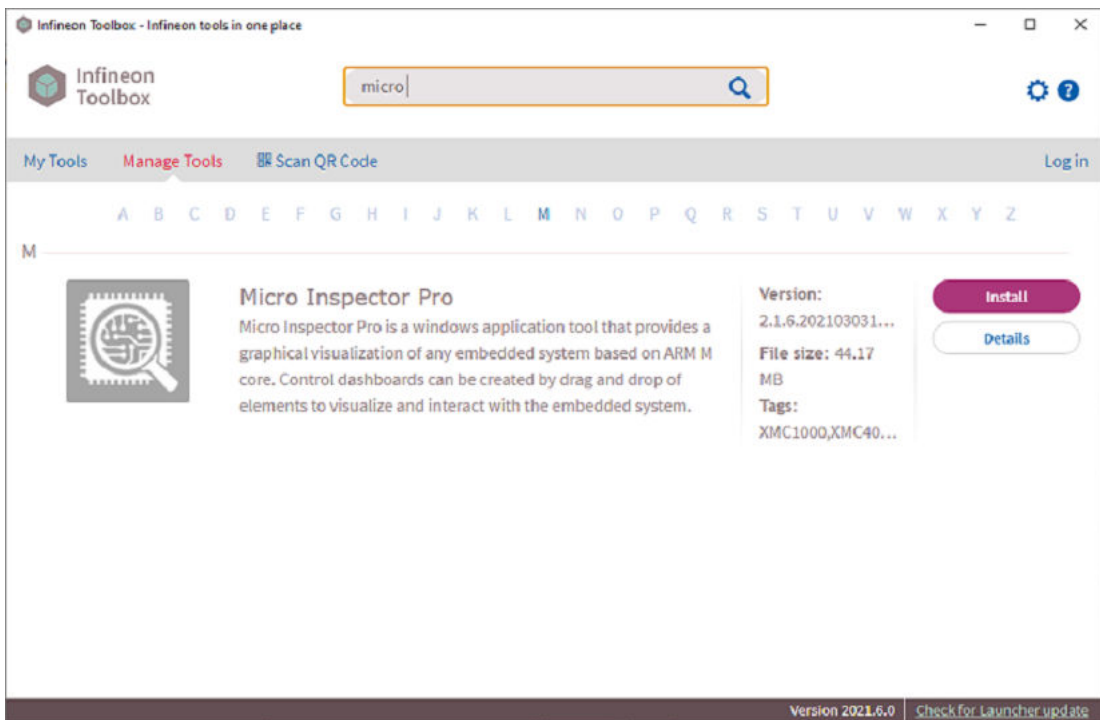 Infineon Toolbox - Infineon tools in one place
Infineon
Toolbox
micro
My Tools Manage Tools Scan QR Code Log in
A B C D E F G H I J K L M N O P Q R S T U V W X Y Z
M
Micro Inspector Pro
Micro Inspector Pro is a windows application tool that provides a
graphical visualization of any embedded system based on ARM M
core. Control dashboards can be created by drag and drop of
elements to visualize and interact with the embedded system.
Version:
2.1.6.202103031...
File size: 44.17
MB
Tags:
XMC1000,XMC40...
Install
Details
Version 2021.6.0 Check for Launcher update